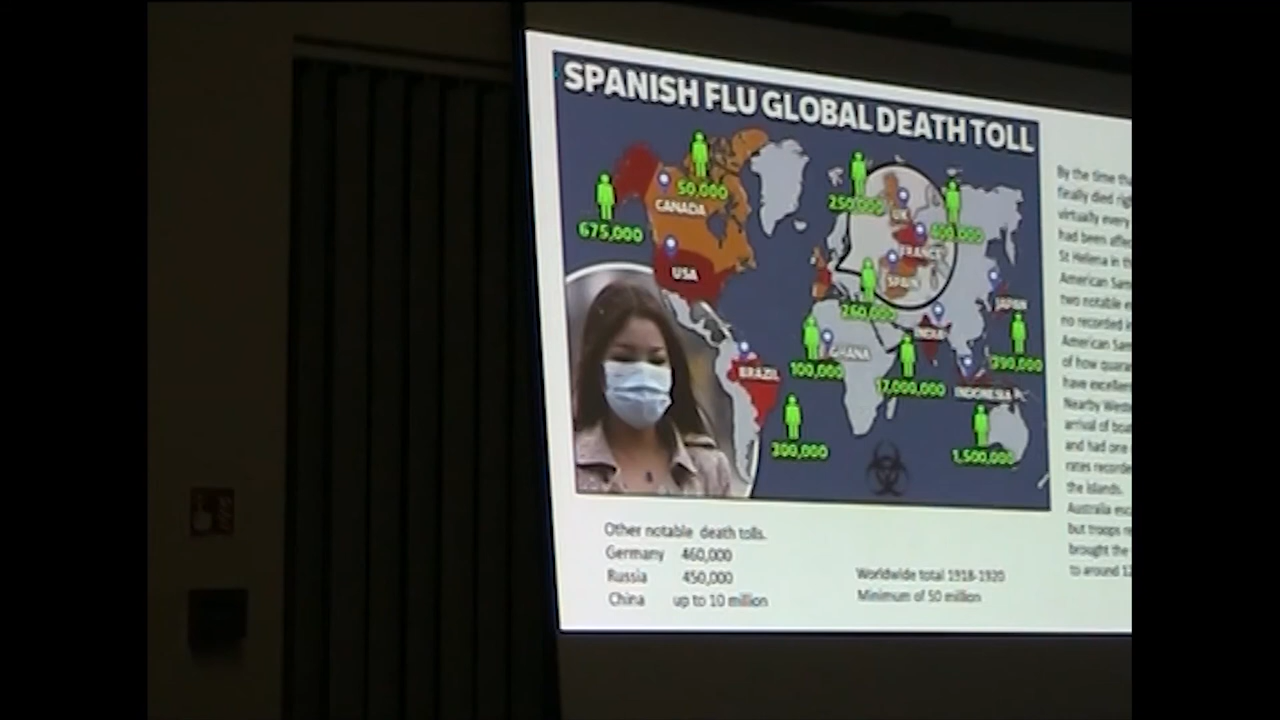 SPANISH FLU GLOBAL DEATH TOLL
50,000
CANADA
675,000
USA
250,000
UK
400,000
FRANCE
SPAIN
260,000
JAPAN
INDIA
GHANA
390,000
100,000
BRAZIL
17,000,000
INDONESIA
300,000
1,500,000
Other notable death tolls.
Germany 460,000
Russia 450,000
China up to 10 million
Worldwide total 1918-1920
Minimum of 50 million
By the time
finally died
virtually every
had been
St Helena in
American
two notable
no recorded
American
of how
have
Nearby
arrival of
and had one
rates
the islands.
Australia
but troops
brought the
to around